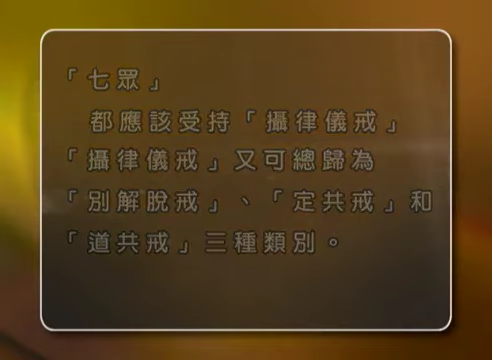 「七眾」
都應該受持「攝律儀戒」
「攝律儀戒」又可總歸為
「別解脫戒」、「定共戒」和
「道共戒」三種類別。